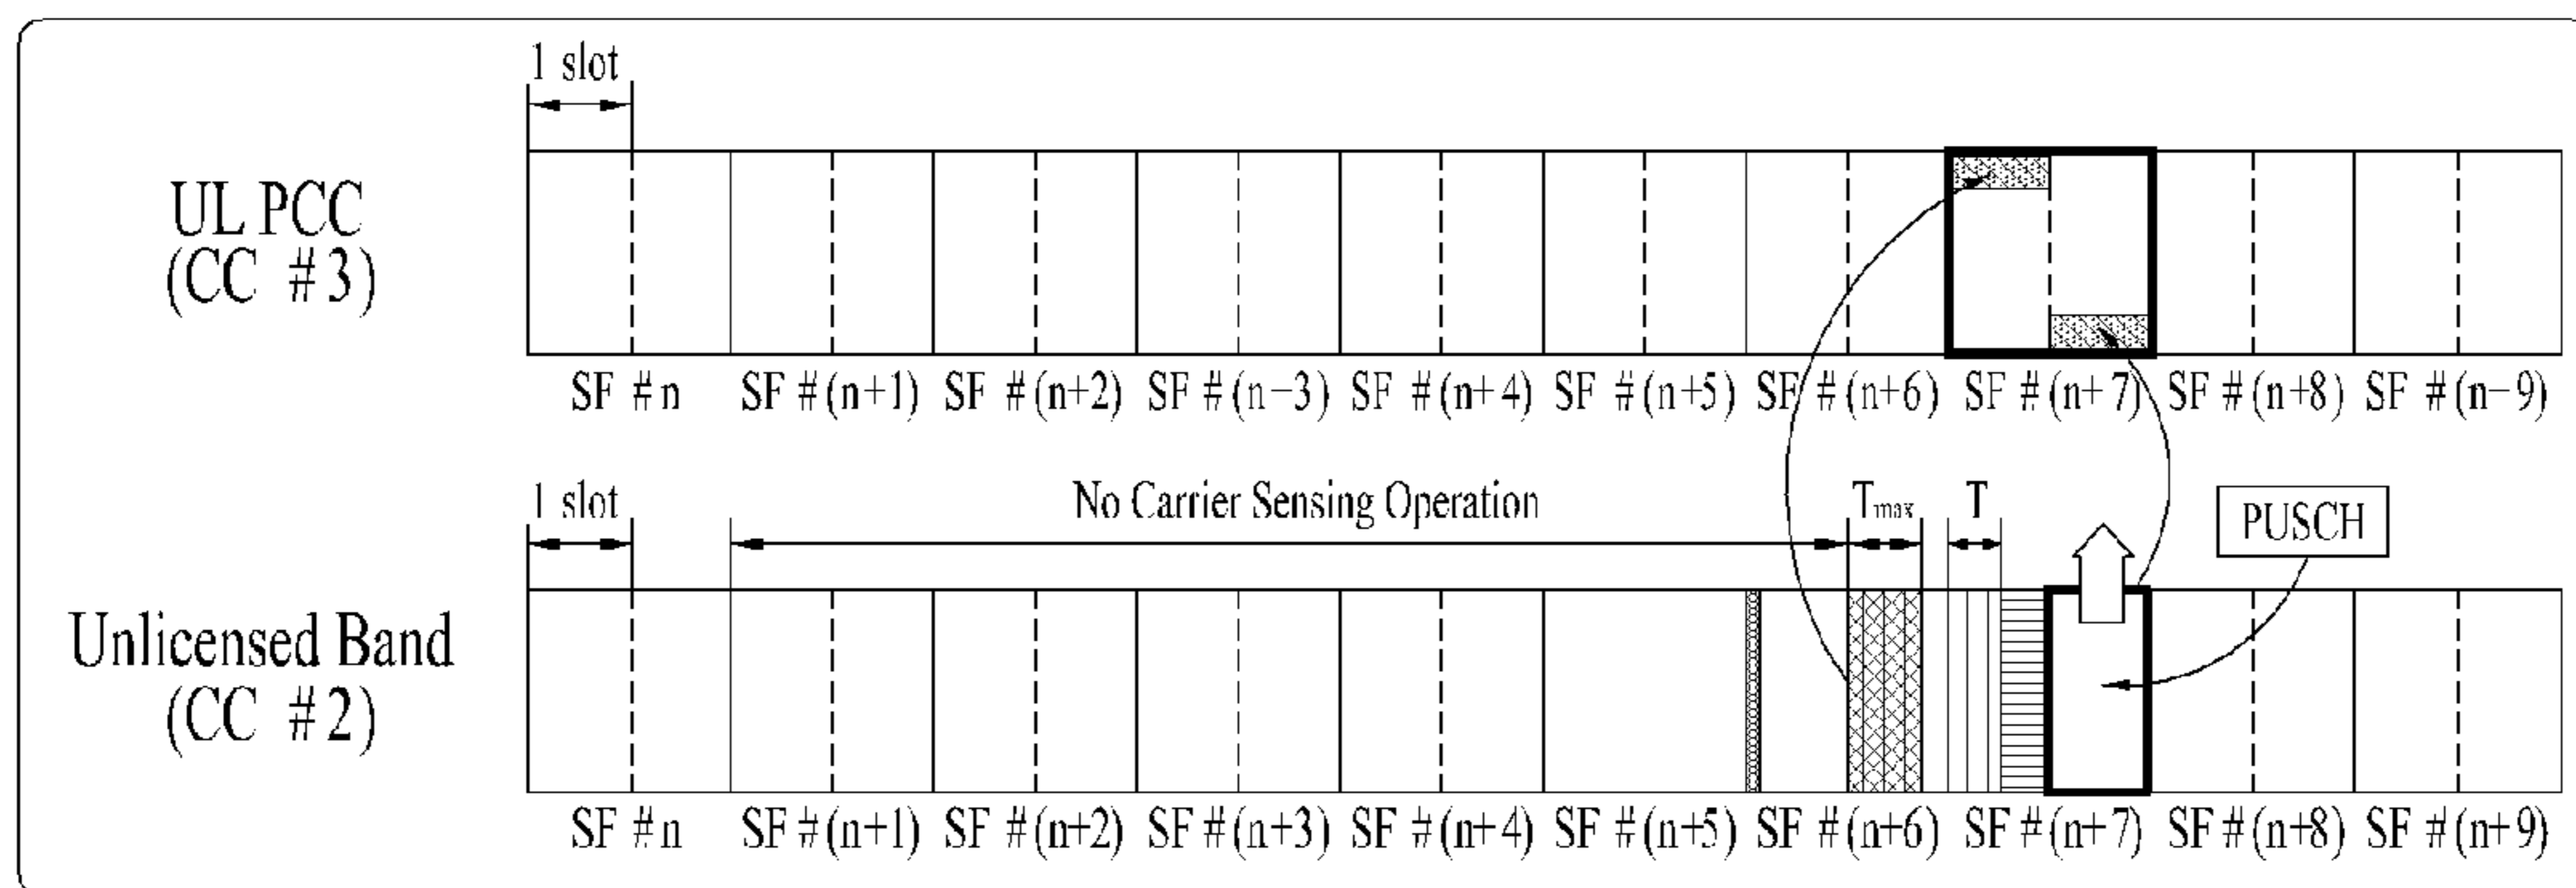 1 slot
UL PCC
(CC #3)
SF #n SF #(n+1) SF #(n+2) SF #(n−3) SF #(n+4) SF #(n+5) SF #(n+6) SF #(n+7) SF #(n+8) SF #(n−9)
1 slot No Carrier Sensing Operation Tmax T
PUSCH
Unlicensed Band
(CC #2)
SF #n SF #(n+1) SF #(n+2) SF #(n+3) SF #(n+4) SF #(n+5) SF #(n+6) SF #(n+7) SF #(n+8) SF #(n+9)